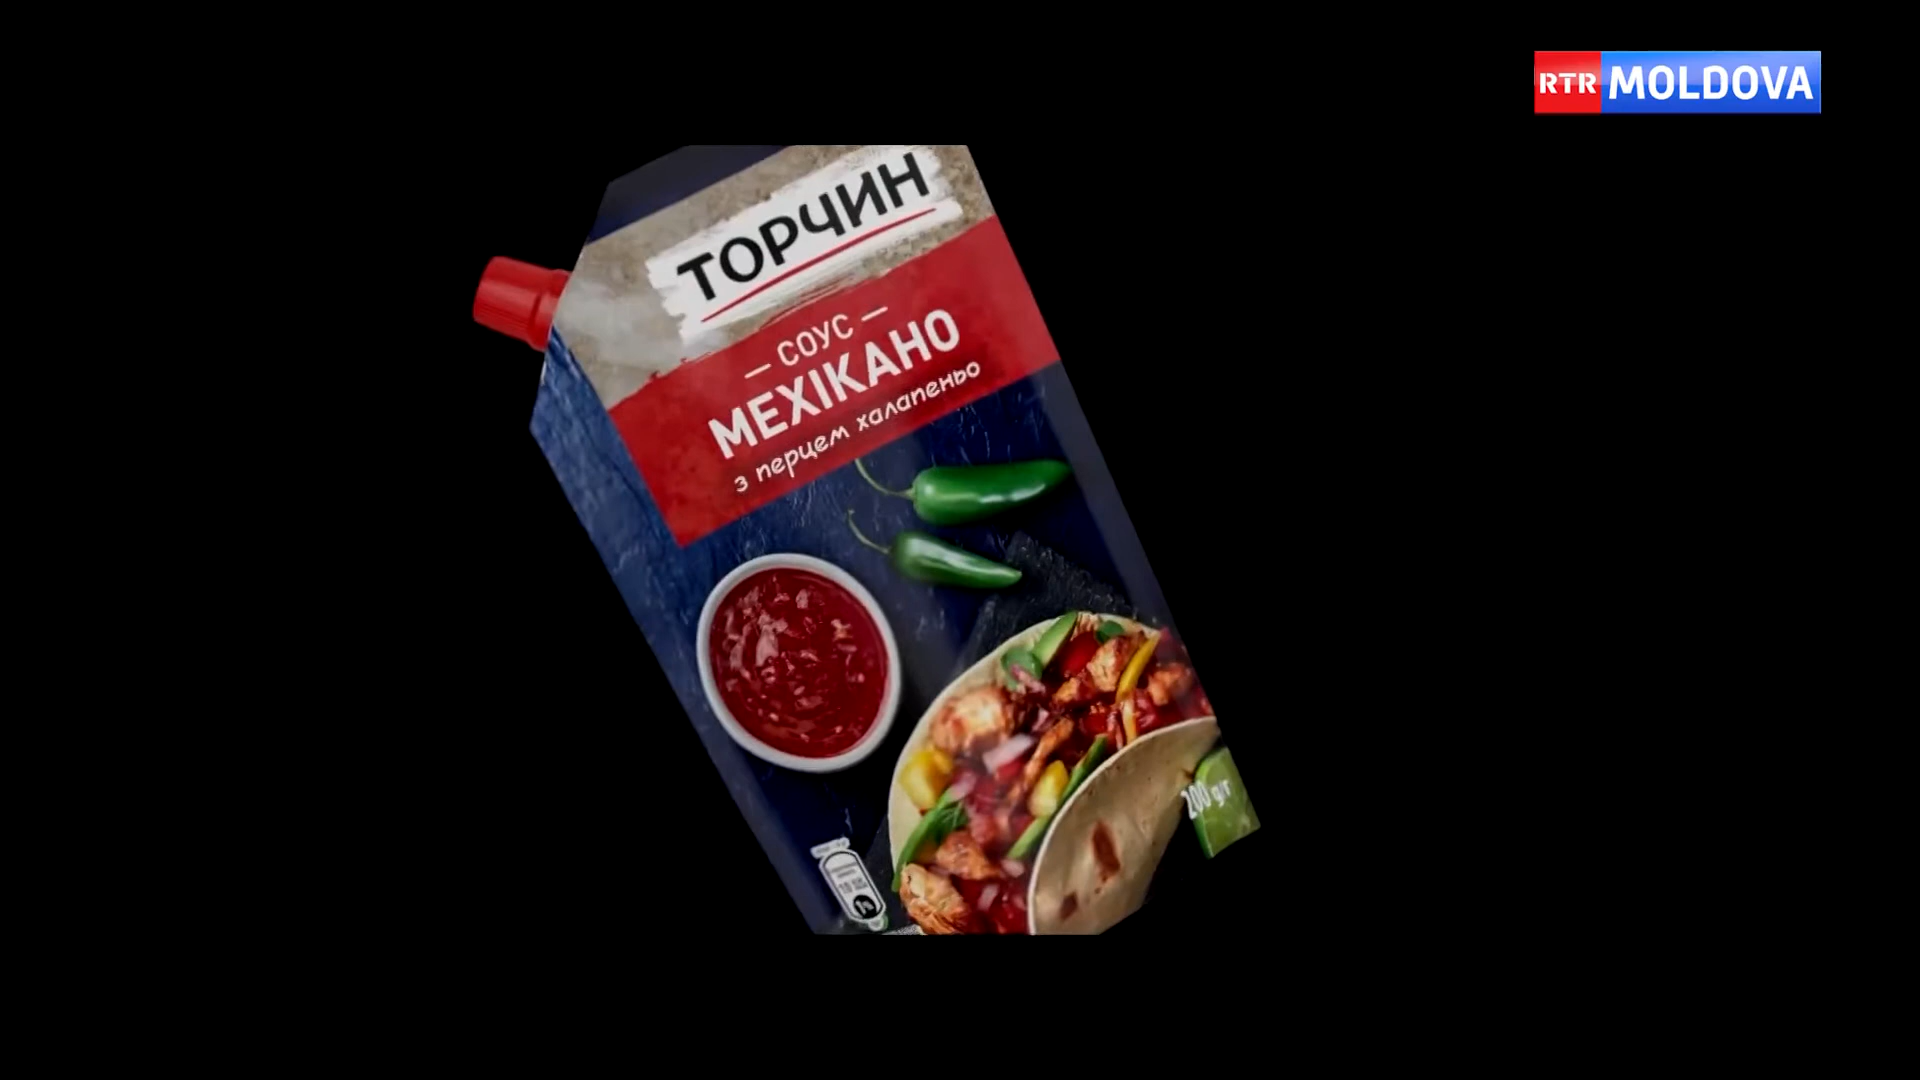 RTR MOLDOVA
ТОРЧИН
— СОУС —
МЕХІКАНО
з перцем халапеньо
200 g/г